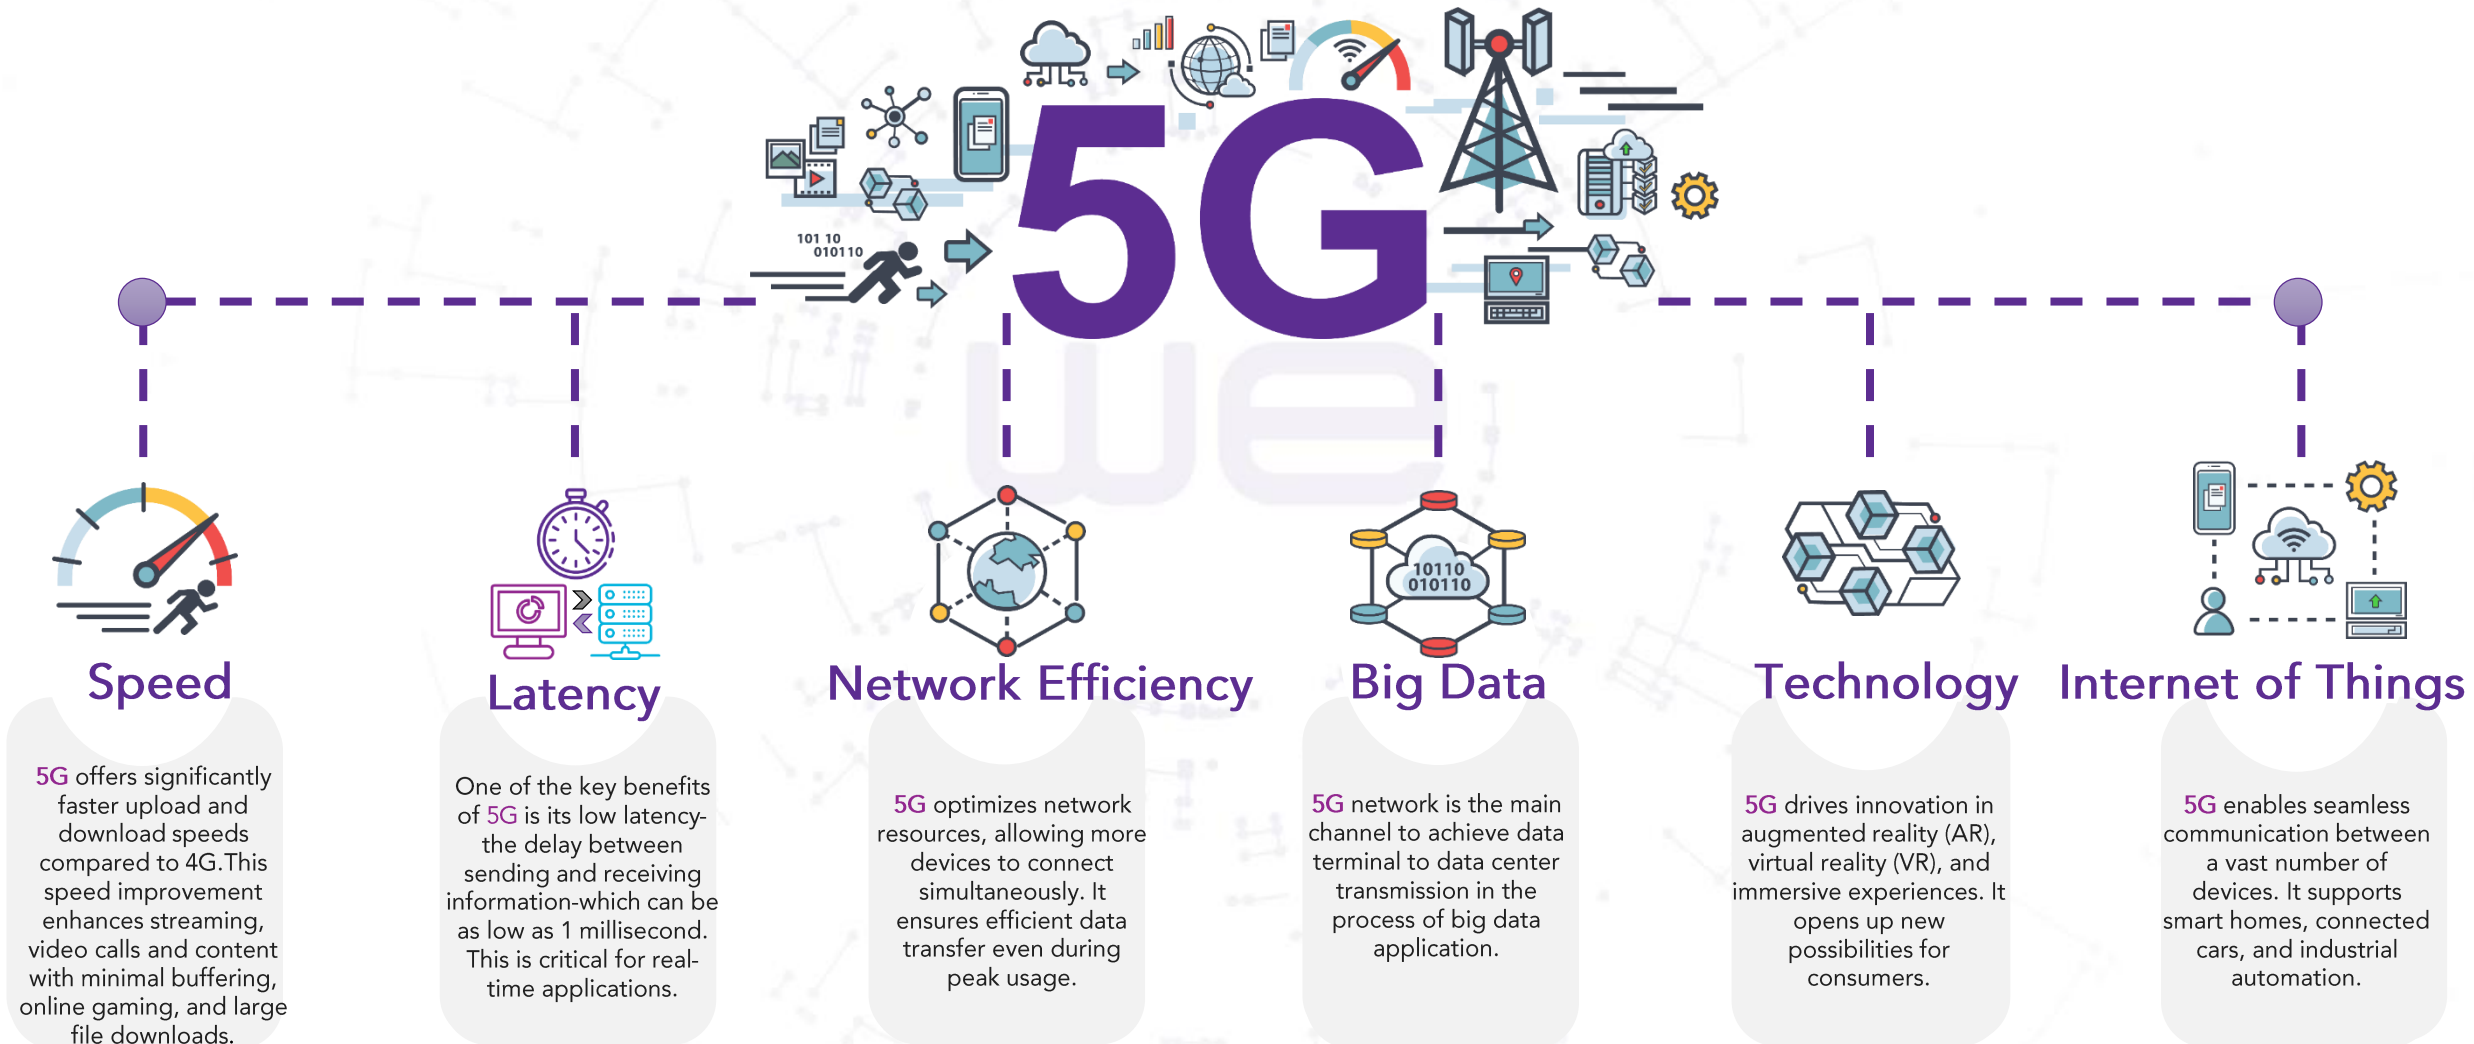 101 10
010110
5G
we
10110
010110
Speed
5G offers significantly
faster upload and
download speeds
compared to 4G.This
speed improvement
enhances streaming,
video calls and content
with minimal buffering,
online gaming, and large
file downloads.
Latency
One of the key benefits
of 5G is its low latency-
the delay between
sending and receiving
information-which can be
as low as 1 millisecond.
This is critical for real-
time applications.
Network Efficiency
5G optimizes network
resources, allowing more
devices to connect
simultaneously. It
ensures efficient data
transfer even during
peak usage.
Big Data
5G network is the main
channel to achieve data
terminal to data center
transmission in the
process of big data
application.
Technology
5G drives innovation in
augmented reality (AR),
virtual reality (VR), and
immersive experiences. It
opens up new
possibilities for
consumers.
Internet of Things
5G enables seamless
communication between
a vast number of
devices. It supports
smart homes, connected
cars, and industrial
automation.